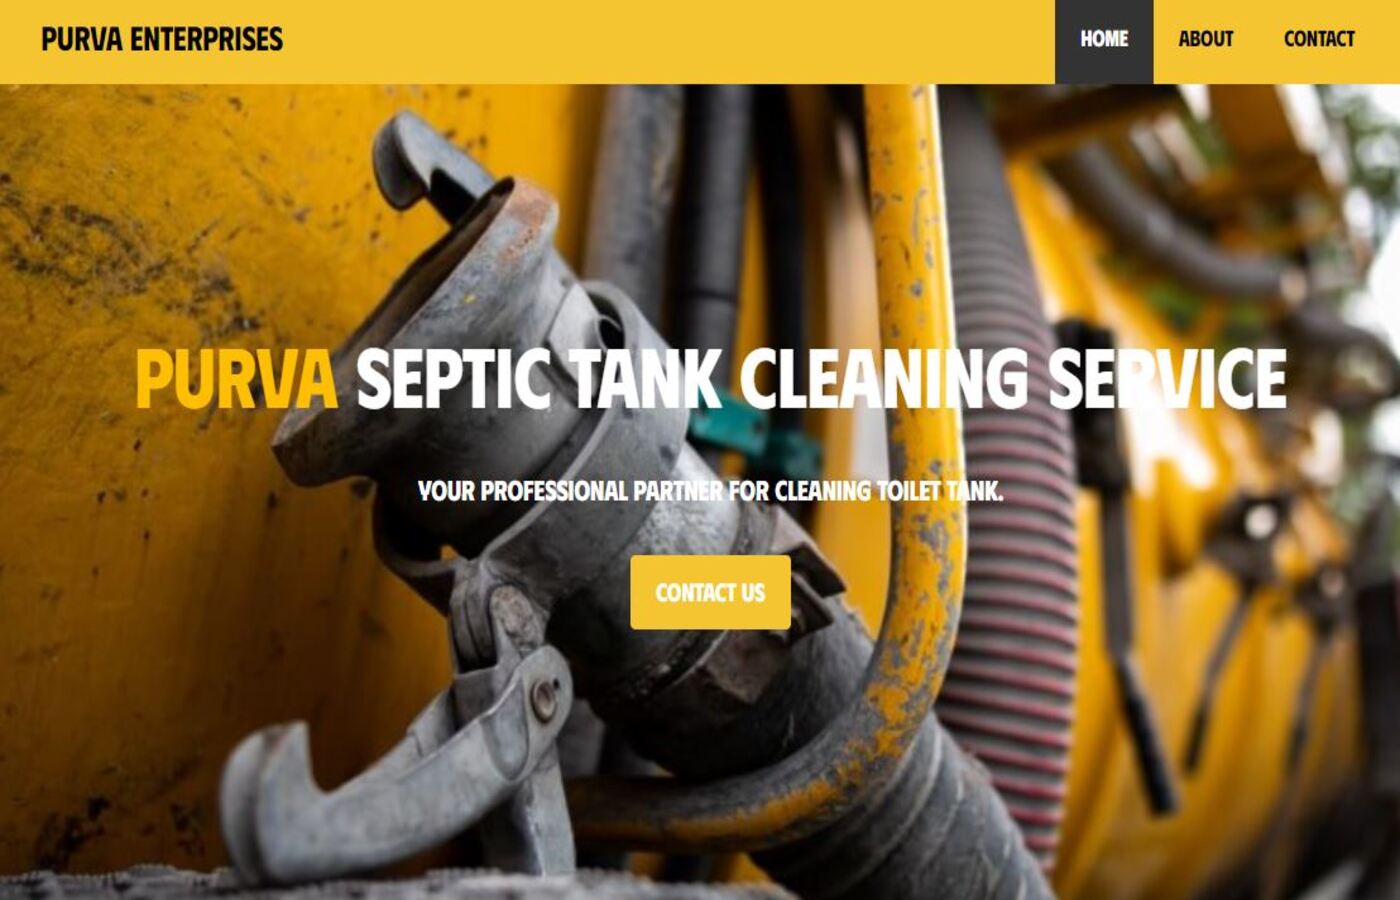 PURVA ENTERPRISES
HOME ABOUT CONTACT
PURVA SEPTIC TANK CLEANING SERVICE
YOUR PROFESSIONAL PARTNER FOR CLEANING TOILET TANK.
CONTACT US